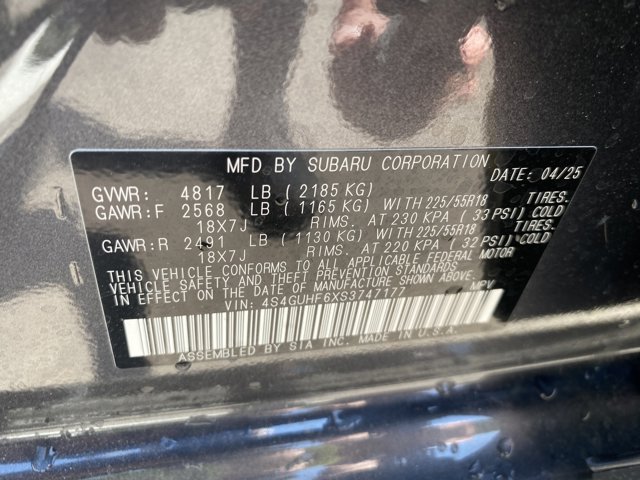 MFD BY SUBARU CORPORATION DATE: 04/25
GVWR: 4817 LB (2185 KG)
GAWR:F 2568 LB (1165 KG) WITH 225/55R18 TIRES.
18X7J RIMS. AT 230 KPA (33 PSI) COLD
GAWR:R 2491 LB (1130 KG) WITH 225/55R18 TIRES.
18X7J RIMS. AT 220 KPA (32 PSI) COLD
THIS VEHICLE CONFORMS TO ALL APPLICABLE FEDERAL MOTOR
VEHICLE SAFETY AND THEFT PREVENTION STANDARDS
IN EFFECT ON THE DATE OF MANUFACTURE SHOWN ABOVE.
VIN: 4S4GUHF6XS3747177 MPV
ASSEMBLED BY SIA INC. MADE IN U.S.A.